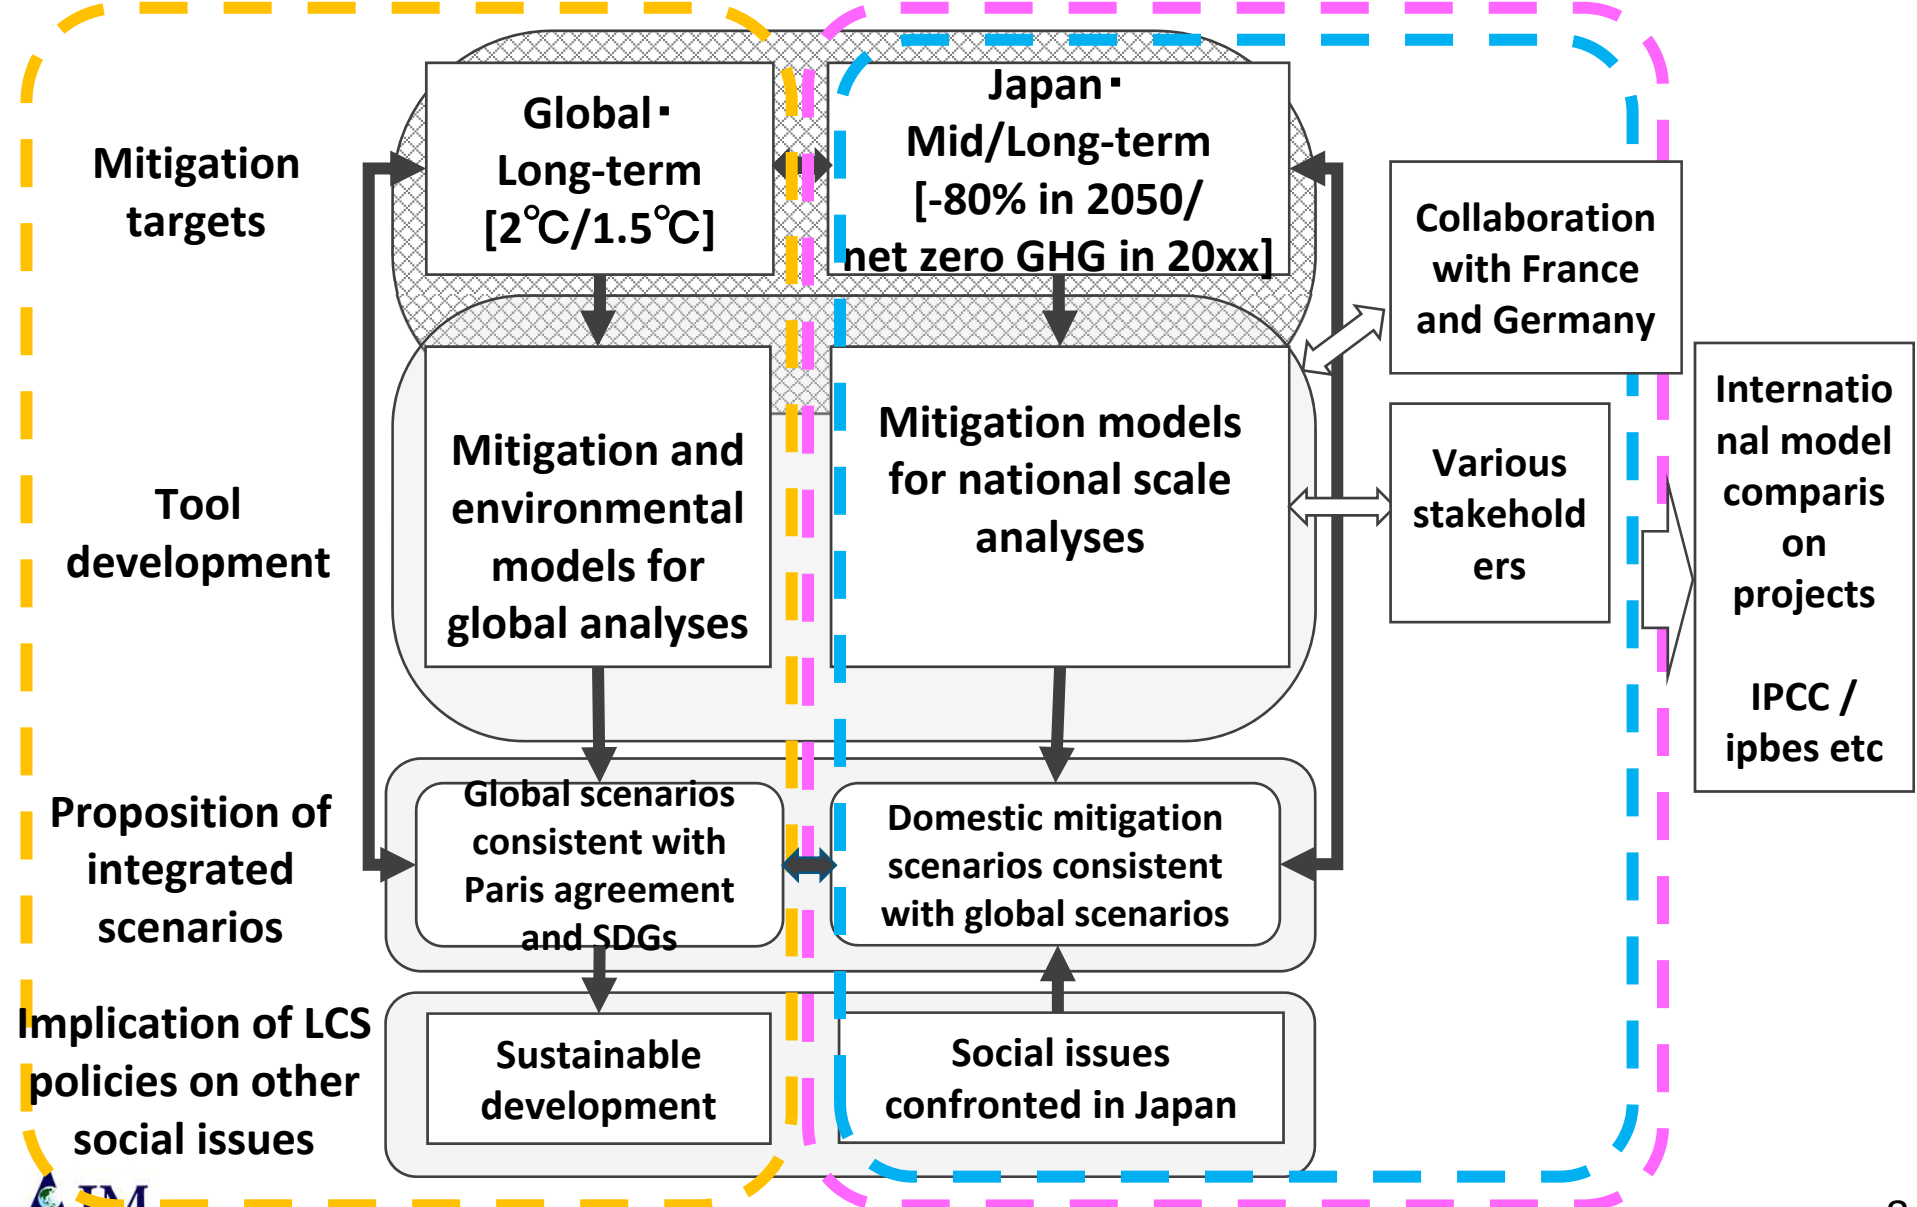 Mitigation
targets
Global･
Long-term
[2℃/1.5℃]
Japan･
Mid/Long-term
[-80% in 2050/
net zero GHG in 20xx]
Collaboration
with France
and Germany
Tool
development
Mitigation and
environmental
models for
global analyses
Mitigation models
for national scale
analyses
Various
stakehold
ers
Internatio
nal model
comparis
on
projects
IPCC /
ipbes etc
Proposition of
integrated
scenarios
Global scenarios
consistent with
Paris agreement
and SDGs
Domestic mitigation
scenarios consistent
with global scenarios
Implication of LCS
policies on other
social issues
Sustainable
development
Social issues
confronted in Japan